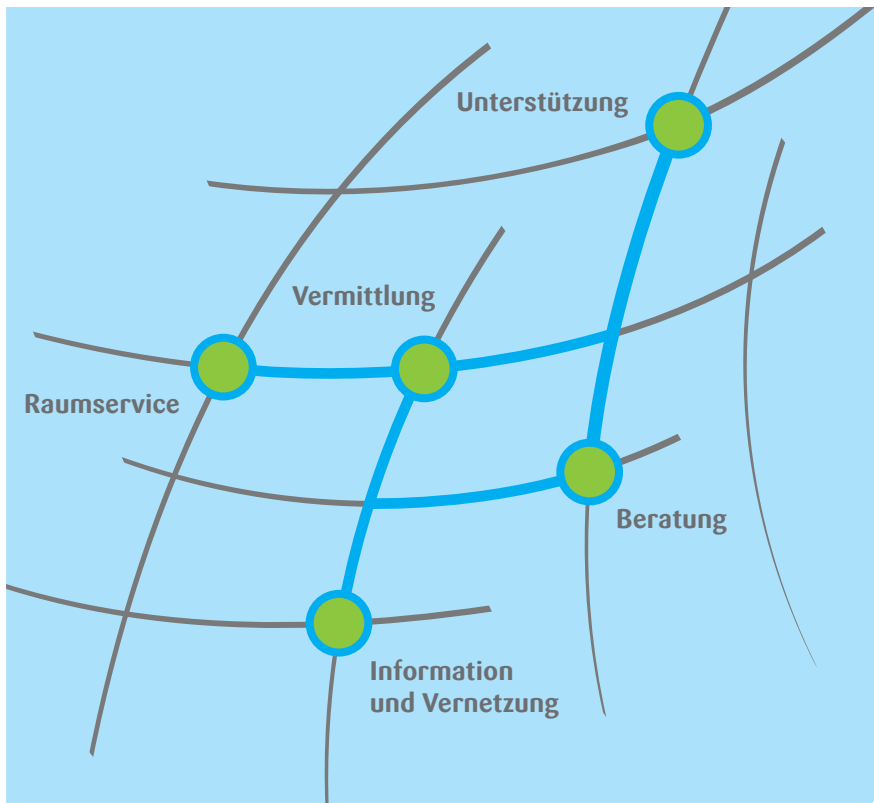 Unterstützung
Vermittlung
Raumservice
Beratung
Information
und Vernetzung